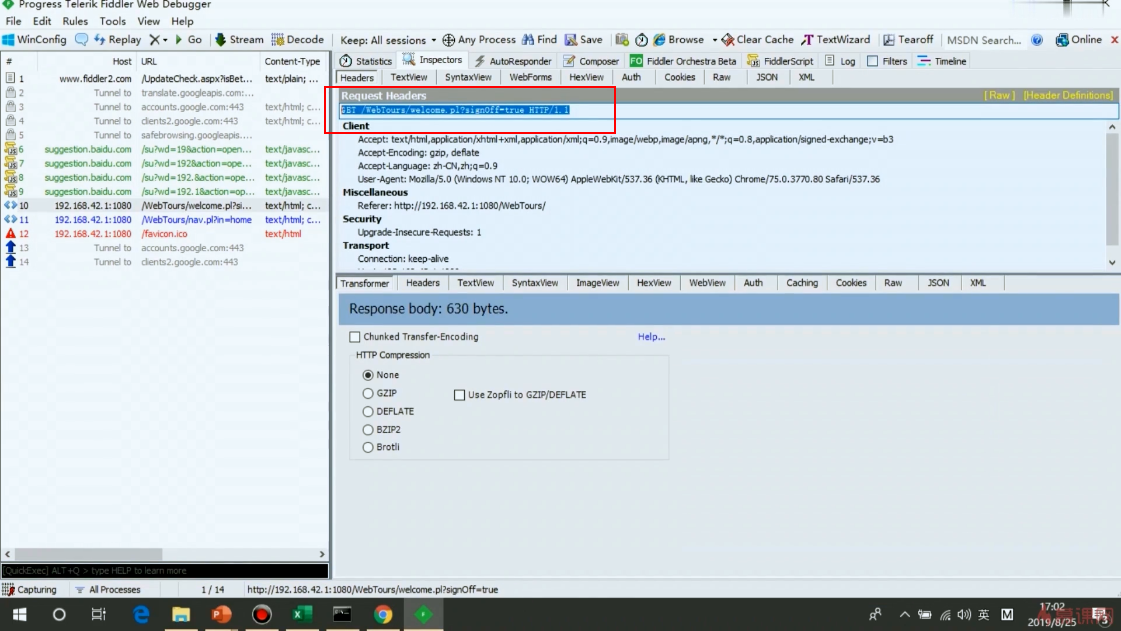 Progress Telerik Fiddler Web Debugger
File Edit Rules Tools View Help
WinConfig Replay Go Stream Decode Keep: All sessions Any Process Find Save Browse Clear Cache TextWizard Tearoff MSDN Search... Online
# Host URL Content-Type
1 www.fiddler2.com /UpdateCheck.aspx?isBet... text/plain; ...
2 Tunnel to translate.googleapis.com:...
3 Tunnel to accounts.google.com:443 text/html; c...
4 Tunnel to clients2.google.com:443 text/html; c...
5 Tunnel to safebrowsing.googleapis....
6 suggestion.baidu.com /su?wd=19&action=ope... text/javasc...
7 suggestion.baidu.com /su?wd=192&action=ope... text/javasc...
8 suggestion.baidu.com /su?wd=192.&action=op... text/javasc...
9 suggestion.baidu.com /su?wd=192.1&action=op... text/javasc...
10 192.168.42.1:1080 /WebTours/welcome.pl?si... text/html; c...
11 192.168.42.1:1080 /WebTours/nav.pl?in=home text/html; c...
12 192.168.42.1:1080 /favicon.ico text/html
13 Tunnel to accounts.google.com:443
14 Tunnel to clients2.google.com:443
Statistics Inspectors AutoResponder Composer FO Fiddler Orchestra Beta FiddlerScript Log Filters Timeline
Headers TextView SyntaxView WebForms HexView Auth Cookies Raw JSON XML
Request Headers [ Raw ] [Header Definitions]
GET /WebTours/welcome.pl?signOff=true HTTP/1.1
Client
Accept: text/html,application/xhtml+xml,application/xml;q=0.9,image/webp,image/apng,*/*;q=0.8,application/signed-exchange;v=b3
Accept-Encoding: gzip, deflate
Accept-Language: zh-CN,zh;q=0.9
User-Agent: Mozilla/5.0 (Windows NT 10.0; WOW64) AppleWebKit/537.36 (KHTML, like Gecko) Chrome/75.0.3770.80 Safari/537.36
Miscellaneous
Referer: http://192.168.42.1:1080/WebTours/
Security
Upgrade-Insecure-Requests: 1
Transport
Connection: keep-alive
Transformer Headers TextView SyntaxView ImageView HexView WebView Auth Caching Cookies Raw JSON XML
Response body: 630 bytes.
Chunked Transfer-Encoding Help...
HTTP Compression
None
GZIP Use Zopfli to GZIP/DEFLATE
DEFLATE
BZIP2
Brotli
[QuickExec] ALT+Q > type HELP to learn more
Capturing All Processes 1 / 14 http://192.168.42.1:1080/WebTours/welcome.pl?signOff=true
英 M 17:02
2019/8/25 3